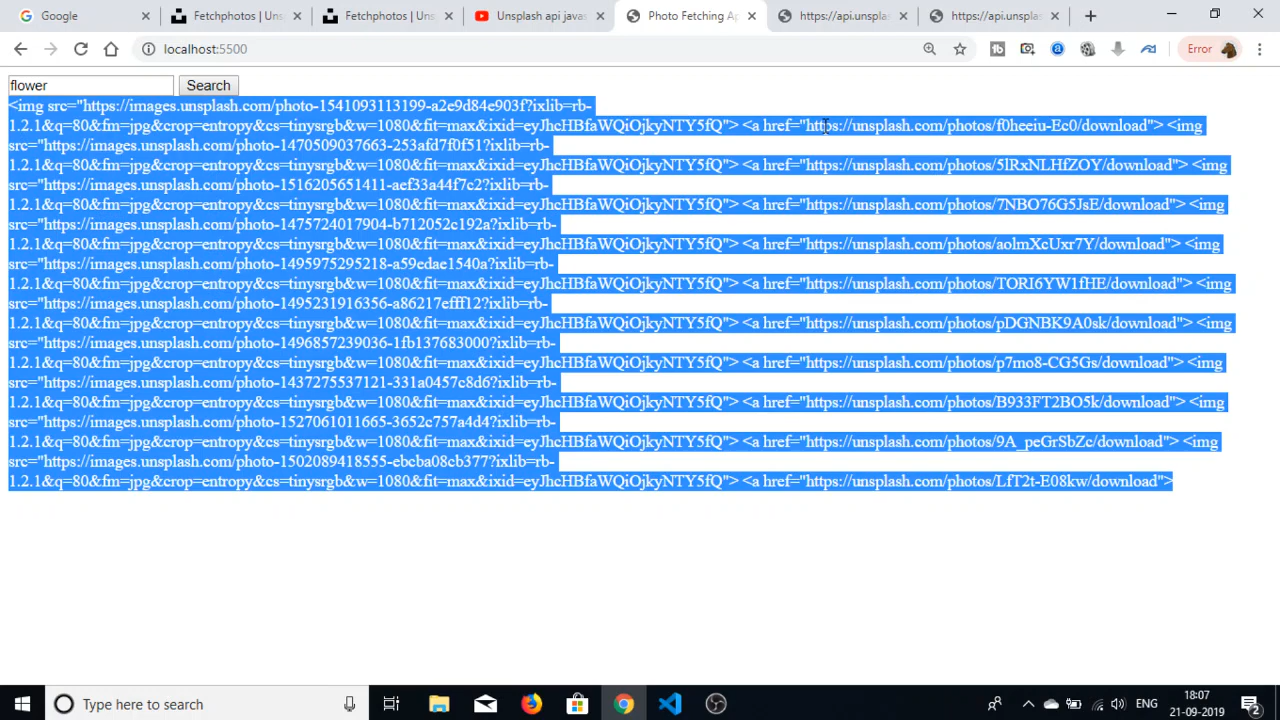 Google
Fetchphotos | Uns
Fetchphotos | Uns
Unsplash api javas
Photo Fetching Ap
https://api.unspla
https://api.unspla
localhost:5500
Error
flower
Search
<img src="https://images.unsplash.com/photo-1541093113199-a2e9d84e903f?ixlib=rb-
1.2.1&q=80&fm=jpg&crop=entropy&cs=tinysrgb&w=1080&fit=max&ixid=eyJhcHBfaWQiOjkyNTY5fQ"> <a href="https://unsplash.com/photos/f0heeiu-Ec0/download"> <img
src="https://images.unsplash.com/photo-1470509037663-253afd7f0f51?ixlib=rb-
1.2.1&q=80&fm=jpg&crop=entropy&cs=tinysrgb&w=1080&fit=max&ixid=eyJhcHBfaWQiOjkyNTY5fQ"> <a href="https://unsplash.com/photos/5lRxNLHfZOY/download"> <img
src="https://images.unsplash.com/photo-1516205651411-aef33a44f7c2?ixlib=rb-
1.2.1&q=80&fm=jpg&crop=entropy&cs=tinysrgb&w=1080&fit=max&ixid=eyJhcHBfaWQiOjkyNTY5fQ"> <a href="https://unsplash.com/photos/7NBO76G5JsE/download"> <img
src="https://images.unsplash.com/photo-1475724017904-b712052c192a?ixlib=rb-
1.2.1&q=80&fm=jpg&crop=entropy&cs=tinysrgb&w=1080&fit=max&ixid=eyJhcHBfaWQiOjkyNTY5fQ"> <a href="https://unsplash.com/photos/aolmXcUxr7Y/download"> <img
src="https://images.unsplash.com/photo-1495975295218-a59edae1540a?ixlib=rb-
1.2.1&q=80&fm=jpg&crop=entropy&cs=tinysrgb&w=1080&fit=max&ixid=eyJhcHBfaWQiOjkyNTY5fQ"> <a href="https://unsplash.com/photos/TORI6YW1fHE/download"> <img
src="https://images.unsplash.com/photo-1495231916356-a86217efff12?ixlib=rb-
1.2.1&q=80&fm=jpg&crop=entropy&cs=tinysrgb&w=1080&fit=max&ixid=eyJhcHBfaWQiOjkyNTY5fQ"> <a href="https://unsplash.com/photos/pDGNBK9A0sk/download"> <img
src="https://images.unsplash.com/photo-1496857239036-1fb137683000?ixlib=rb-
1.2.1&q=80&fm=jpg&crop=entropy&cs=tinysrgb&w=1080&fit=max&ixid=eyJhcHBfaWQiOjkyNTY5fQ"> <a href="https://unsplash.com/photos/p7mo8-CG5Gs/download"> <img
src="https://images.unsplash.com/photo-1437275537121-331a0457c8d6?ixlib=rb-
1.2.1&q=80&fm=jpg&crop=entropy&cs=tinysrgb&w=1080&fit=max&ixid=eyJhcHBfaWQiOjkyNTY5fQ"> <a href="https://unsplash.com/photos/B933FT2BO5k/download"> <img
src="https://images.unsplash.com/photo-1527061011665-3652c757a4d4?ixlib=rb-
1.2.1&q=80&fm=jpg&crop=entropy&cs=tinysrgb&w=1080&fit=max&ixid=eyJhcHBfaWQiOjkyNTY5fQ"> <a href="https://unsplash.com/photos/9A_peGrSbZc/download"> <img
src="https://images.unsplash.com/photo-1502089418555-ebcba08cb377?ixlib=rb-
1.2.1&q=80&fm=jpg&crop=entropy&cs=tinysrgb&w=1080&fit=max&ixid=eyJhcHBfaWQiOjkyNTY5fQ"> <a href="https://unsplash.com/photos/LfT2t-E08kw/download">
Type here to search
ENG
18:07
21-09-2019
2